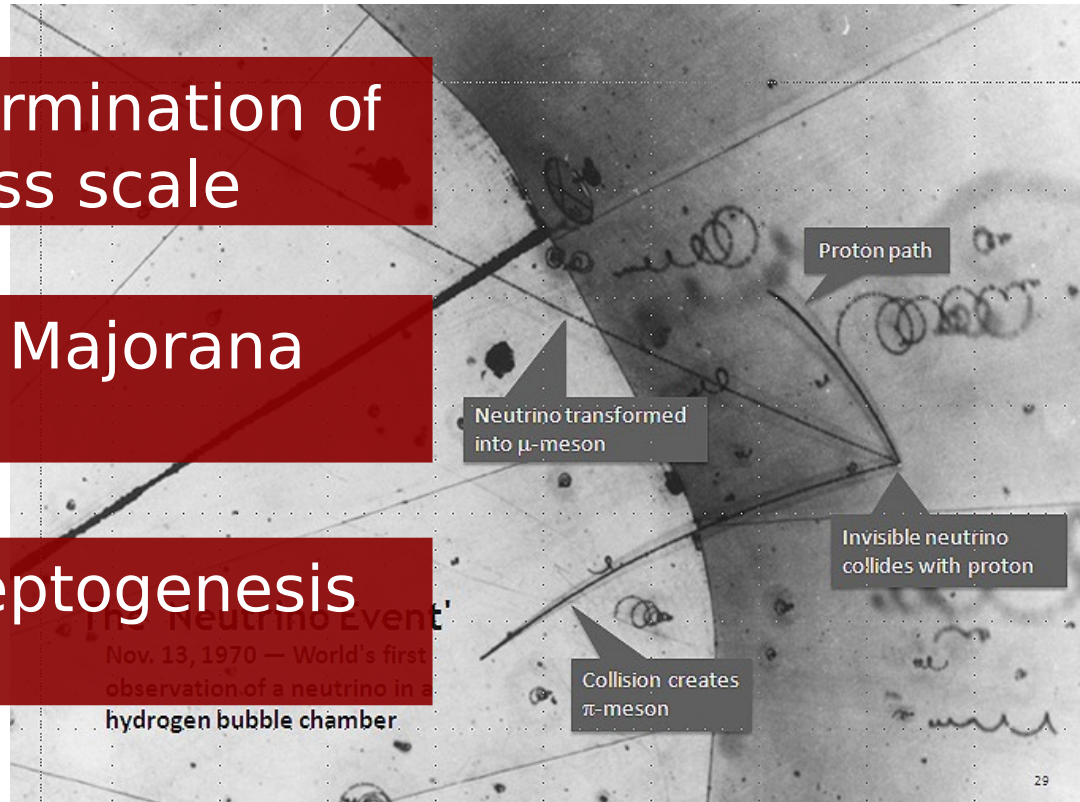 rmination of
ss scale
Majorana
eptogenesis
Proton path
Neutrino transformed
into μ-meson
Invisible neutrino
collides with proton
Collision creates
π-meson
The 'Neutrino Event'
Nov. 13, 1970 — World's first
observation of a neutrino in a
hydrogen bubble chamber
29